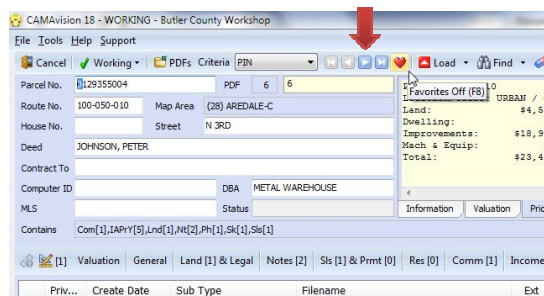 CAMAvision 18 - WORKING - Butler County Workshop
File Tools Help Support
Cancel Working PDFs Criteria PIN Load Find
Parcel No. 129355004 PDF 6 6
Favorites Off (F8)
Route No. 100-050-010 Map Area (28) AREDALE-C
URBAN /
Land: $4,5
House No. Street N 3RD
Dwelling:
Improvements: $18,9
Deed JOHNSON, PETER
Mach & Equip:
Total: $23,4
Contract To
Computer ID DBA METAL WAREHOUSE
MLS Status
Information Valuation Pric
Contains Com[1],IAPrY[5],Lnd[1],Nt[2],Ph[1],Sk[1],Sls[1]
[1] Valuation General Land [1] & Legal Notes [2] Sls [1] & Prmt [0] Res [0] Comm [1] Income
Priv... Create Date Sub Type Filename Ext